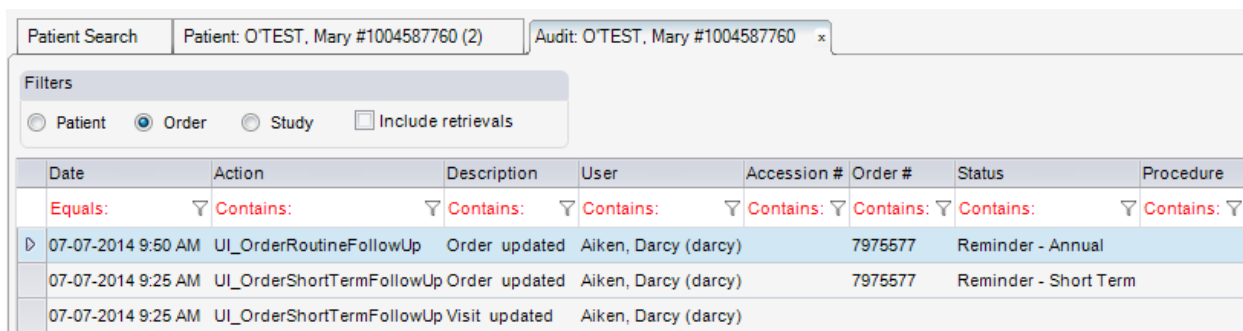 Patient Search Patient: O'TEST, Mary #1004587760 (2) Audit: O'TEST, Mary #1004587760 x
Filters
Patient Order Study Include retrievals
Date Action Description User Accession # Order # Status Procedure
Equals: Contains: Contains: Contains: Contains: Contains: Contains: Contains:
07-07-2014 9:50 AM UI_OrderRoutineFollowUp Order updated Aiken, Darcy (darcy) 7975577 Reminder - Annual
07-07-2014 9:25 AM UI_OrderShortTermFollowUp Order updated Aiken, Darcy (darcy) 7975577 Reminder - Short Term
07-07-2014 9:25 AM UI_OrderShortTermFollowUp Visit updated Aiken, Darcy (darcy)